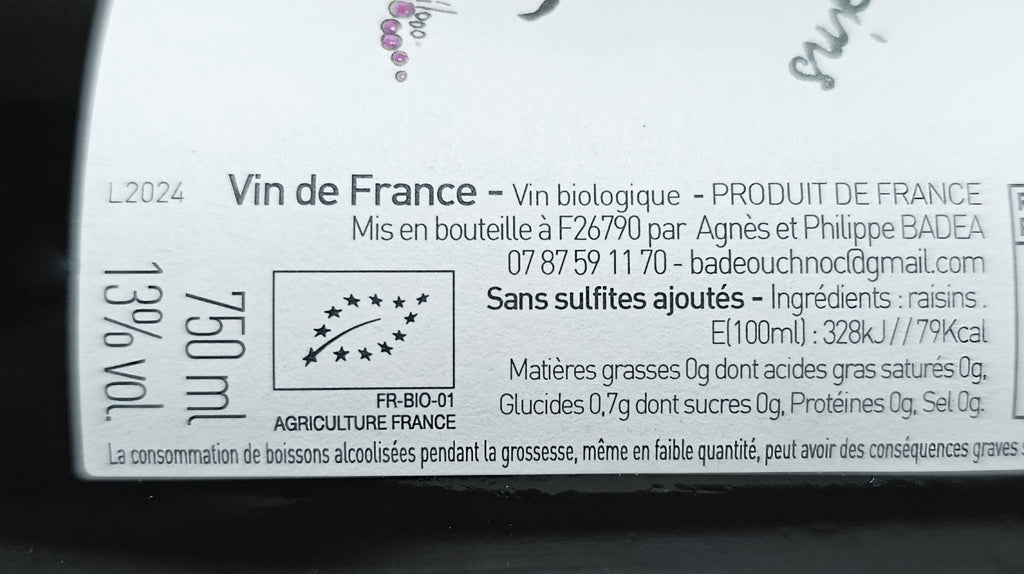 L2024 Vin de France - Vin biologique - PRODUIT DE FRANCE
Mis en bouteille à F26790 par Agnès et Philippe BADEA
07 87 59 11 70 - badeouchnoc@gmail.com
Sans sulfites ajoutés - Ingrédients : raisins.
E(100ml) : 328kJ//79Kcal
Matières grasses 0g dont acides gras saturés 0g,
Glucides 0,7g dont sucres 0g, Protéines 0g, Sel 0g.
13% vol.
750 ml
FR-BIO-01
AGRICULTURE FRANCE
La consommation de boissons alcoolisées pendant la grossesse, même en faible quantité, peut avoir des conséquences graves